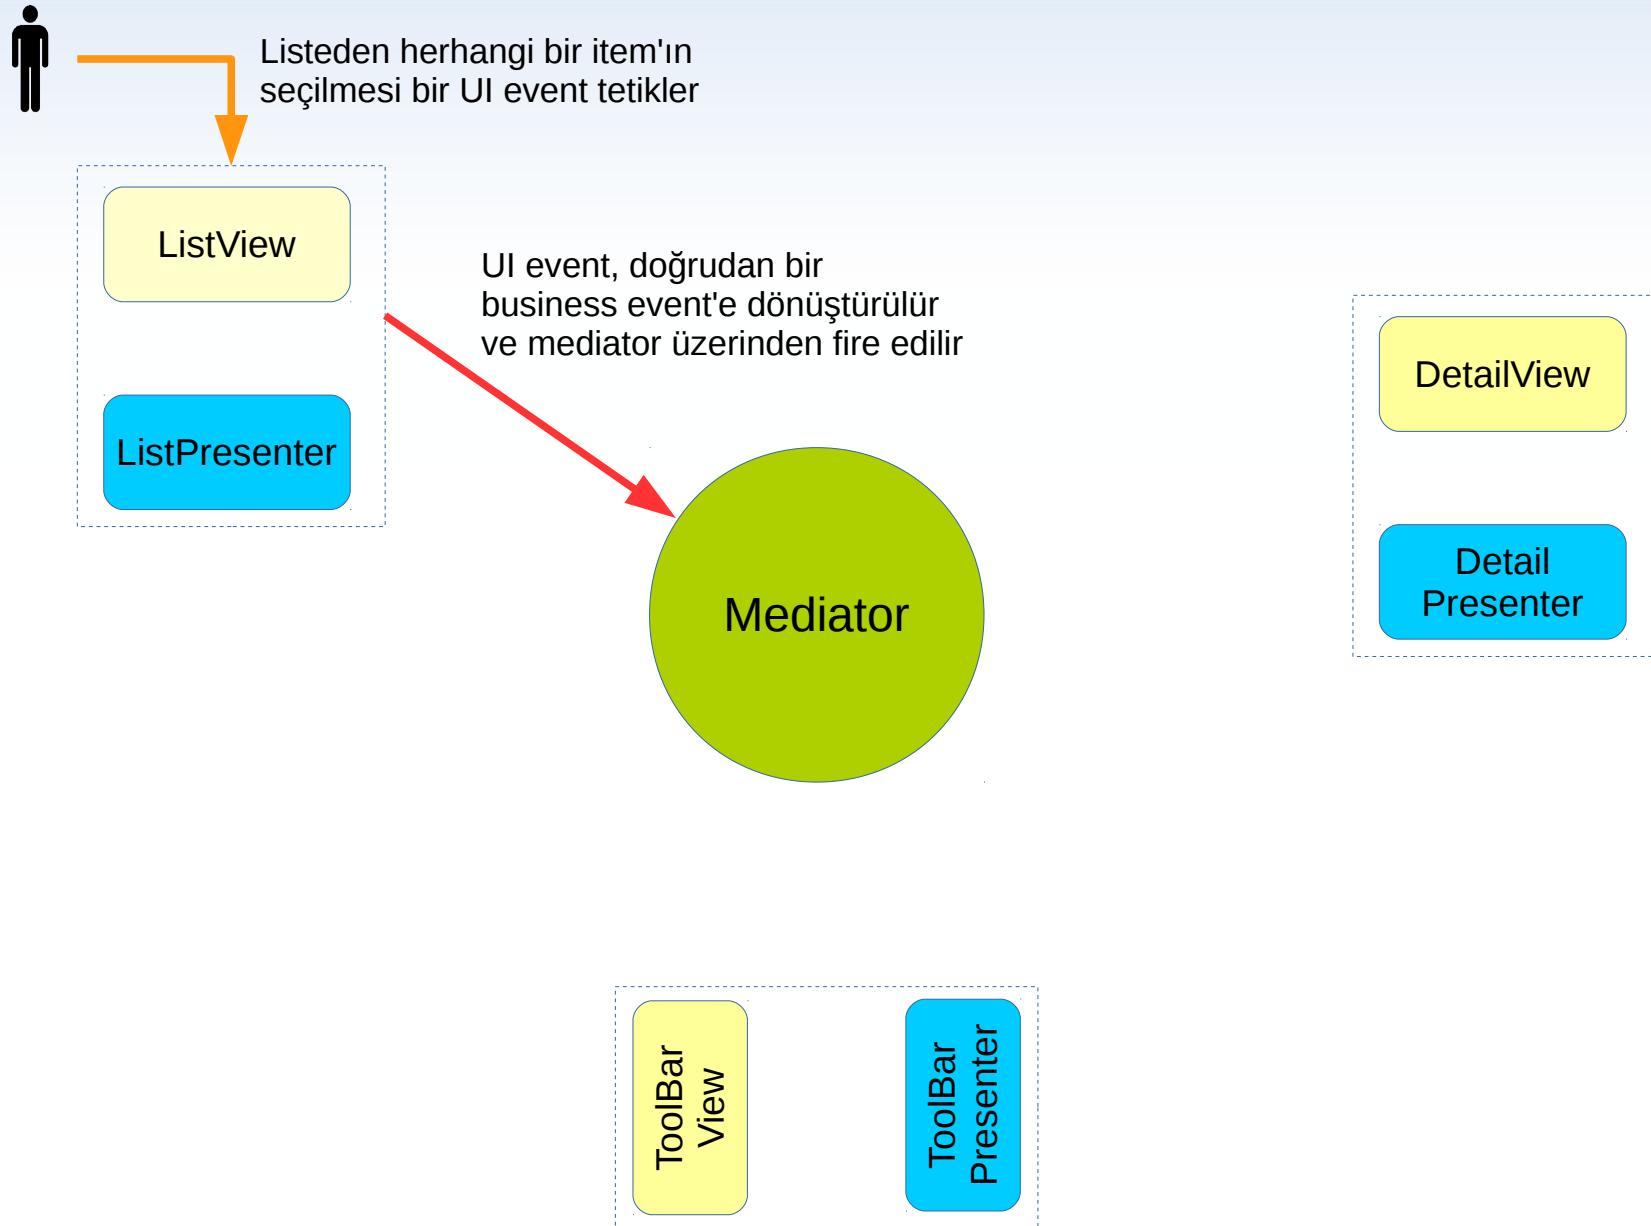 Listeden herhangi bir item'ın
seçilmesi bir UI event tetikler
ListView
UI event, doğrudan bir
business event'e dönüştürülür
ve mediator üzerinden fire edilir
DetailView
ListPresenter
Detail
Presenter
Mediator
ToolBar
View
ToolBar
Presenter